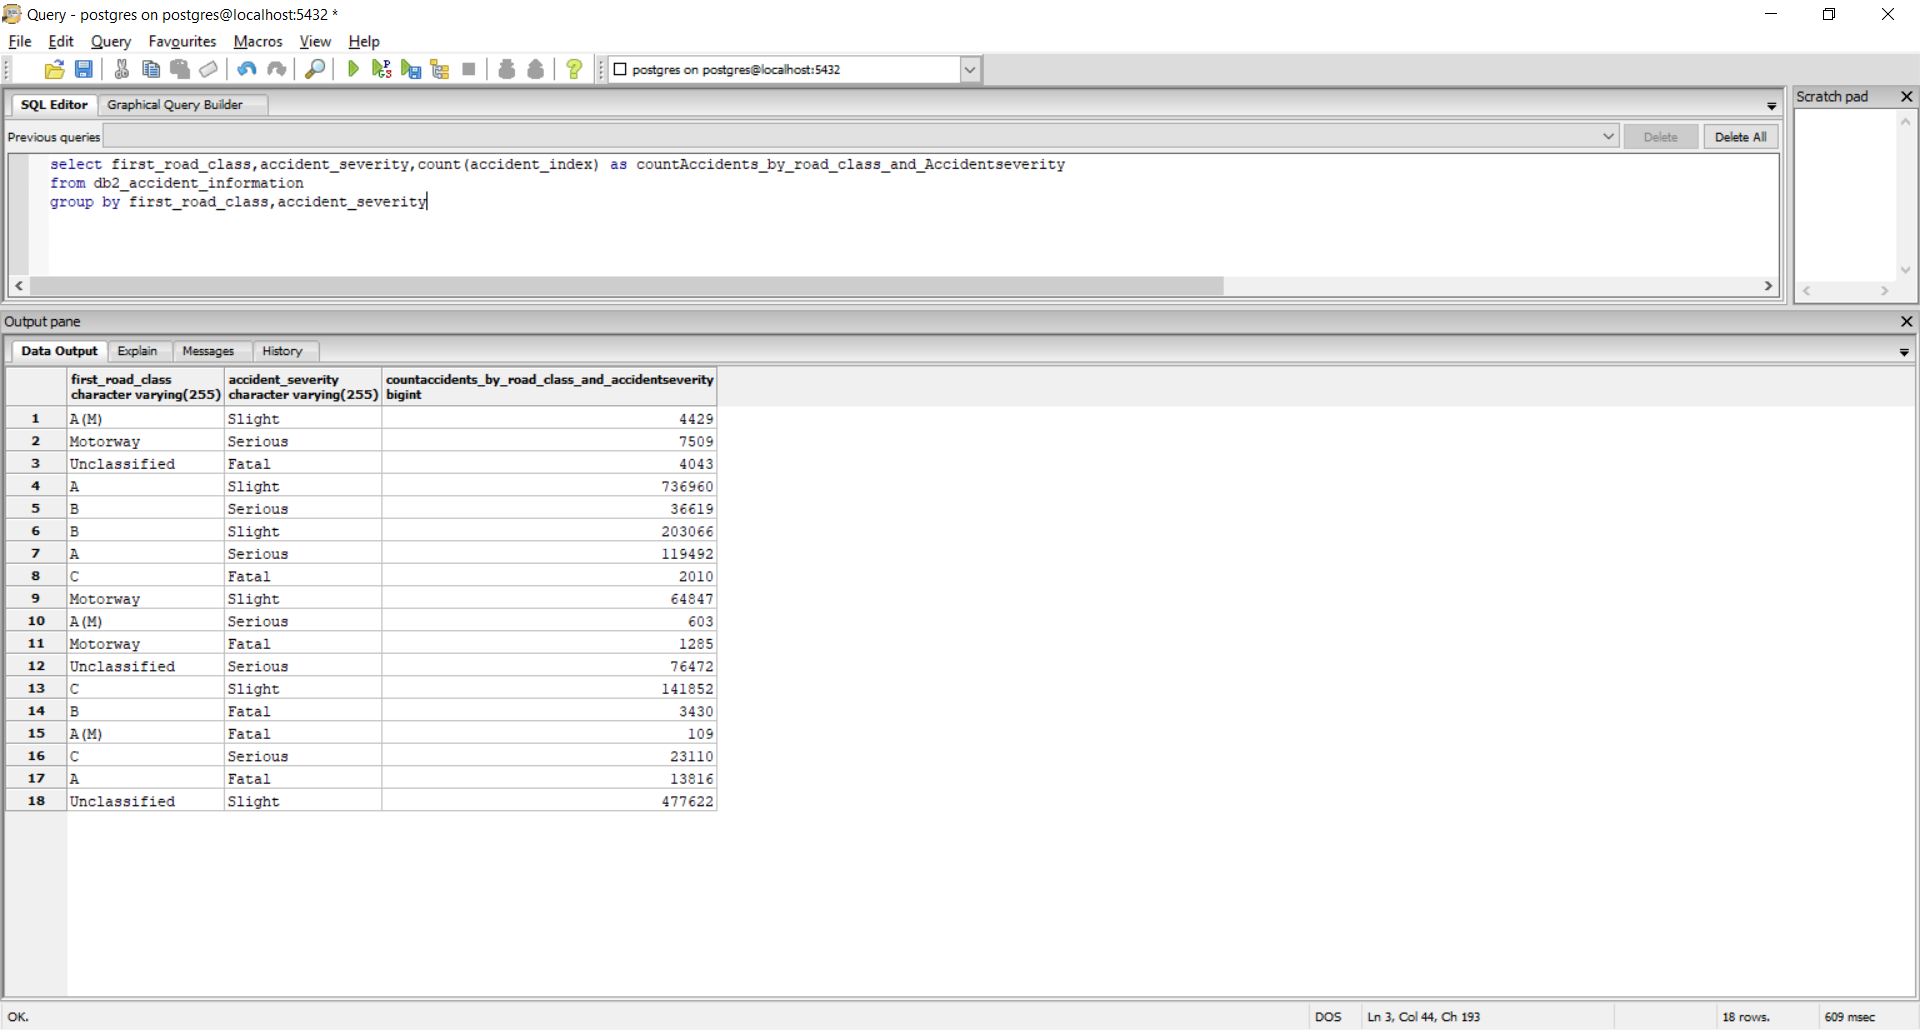 Query - postgres on postgres@localhost:5432 *
File Edit Query Favourites Macros View Help
postgres on postgres@localhost:5432
SQL Editor Graphical Query Builder
Scratch pad
Previous queries Delete Delete All
select first_road_class,accident_severity,count(accident_index) as countAccidents_by_road_class_and_Accidentseverity
from db2_accident_information
group by first_road_class,accident_severity
Output pane
Data Output Explain Messages History
first_road_class accident_severity countaccidents_by_road_class_and_accidentseverity
character varying(255) character varying(255) bigint
1 A(M) Slight 4429
2 Motorway Serious 7509
3 Unclassified Fatal 4043
4 A Slight 736960
5 B Serious 36619
6 B Slight 203066
7 A Serious 119492
8 C Fatal 2010
9 Motorway Slight 64847
10 A(M) Serious 603
11 Motorway Fatal 1285
12 Unclassified Serious 76472
13 C Slight 141852
14 B Fatal 3430
15 A(M) Fatal 109
16 C Serious 23110
17 A Fatal 13816
18 Unclassified Slight 477622
OK. DOS Ln 3, Col 44, Ch 193 18 rows. 609 msec